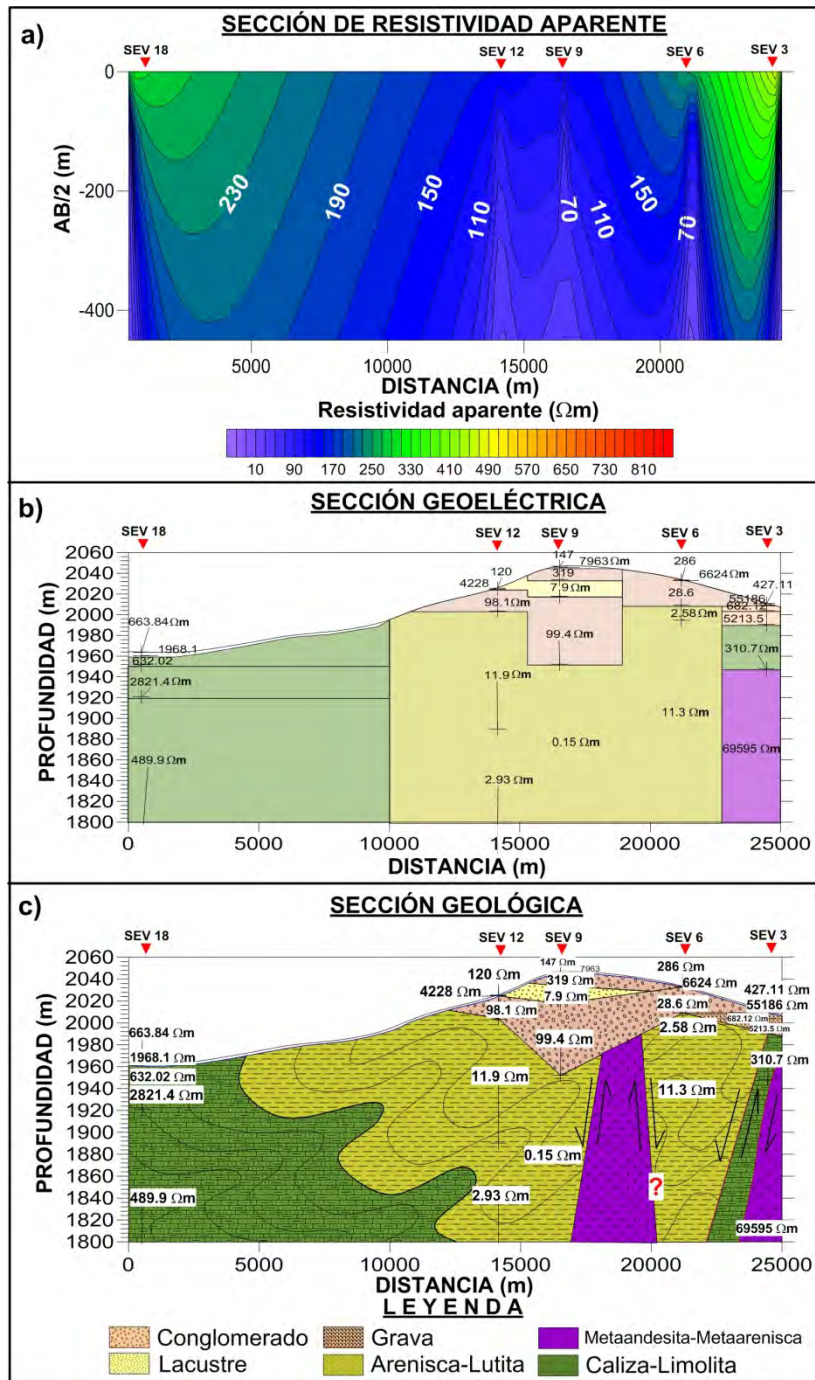 a)
SECCIÓN DE RESISTIVIDAD APARENTE
SEV 18 SEV 12 SEV 9 SEV 6 SEV 3
0
-200
-400
AB/2 (m)
230 190 150 110 70 110 150 70
5000 10000 15000 20000
DISTANCIA (m)
Resistividad aparente (Ωm)
10 90 170 250 330 410 490 570 650 730 810
b)
SECCIÓN GEOELÉCTRICA
SEV 18 SEV 12 SEV 9 SEV 6 SEV 3
PROFUNDIDAD (m)
2060
2040
2020
2000
1980
1960
1940
1920
1900
1880
1860
1840
1820
1800
663.84 Ωm
1968.1
632.02
2821.4 Ωm
489.9 Ωm
120
4228
98.1 Ωm
11.9 Ωm
2.93 Ωm
147
7963 Ωm
319
7.9 Ωm
99.4 Ωm
0.15 Ωm
286
6624 Ωm
28.6
2.58 Ωm
11.3 Ωm
427.11
55186
682.12
5213.5
310.7 Ωm
69595 Ωm
0 5000 10000 15000 20000 25000
DISTANCIA (m)
c)
SECCIÓN GEOLÓGICA
SEV 18 SEV 12 SEV 9 SEV 6 SEV 3
PROFUNDIDAD (m)
2060
2040
2020
2000
1980
1960
1940
1920
1900
1880
1860
1840
1820
1800
663.84 Ωm
1968.1 Ωm
632.02 Ωm
2821.4 Ωm
489.9 Ωm
120 Ωm
4228 Ωm
98.1 Ωm
11.9 Ωm
2.93 Ωm
147 Ωm
7963
319 Ωm
7.9 Ωm
99.4 Ωm
0.15 Ωm
286 Ωm
6624 Ωm
28.6 Ωm
2.58 Ωm
11.3 Ωm
?
427.11 Ωm
55186 Ωm
682.12 Ωm
5213.5 Ωm
310.7 Ωm
69595 Ωm
0 5000 10000 15000 20000 25000
DISTANCIA (m)
L E Y E N D A
Conglomerado Grava Metaandesita-Metaarenisca
Lacustre Arenisca-Lutita Caliza-Limolita